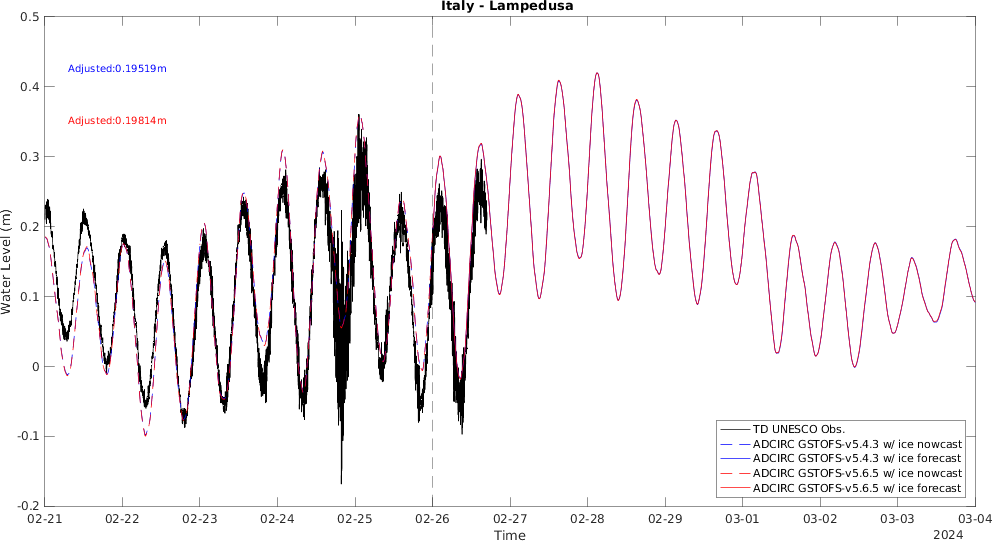 Italy - Lampedusa
0.5
Adjusted:0.19519m
0.4
Adjusted:0.19814m
0.3
0.2
Water Level (m)
0.1
0
-0.1
TD UNESCO Obs.
ADCIRC GSTOFS-v5.4.3 w/ ice nowcast
ADCIRC GSTOFS-v5.4.3 w/ ice forecast
ADCIRC GSTOFS-v5.6.5 w/ ice nowcast
ADCIRC GSTOFS-v5.6.5 w/ ice forecast
-0.2
02-21 02-22 02-23 02-24 02-25 02-26 02-27 02-28 02-29 03-01 03-02 03-03 03-04
Time
2024